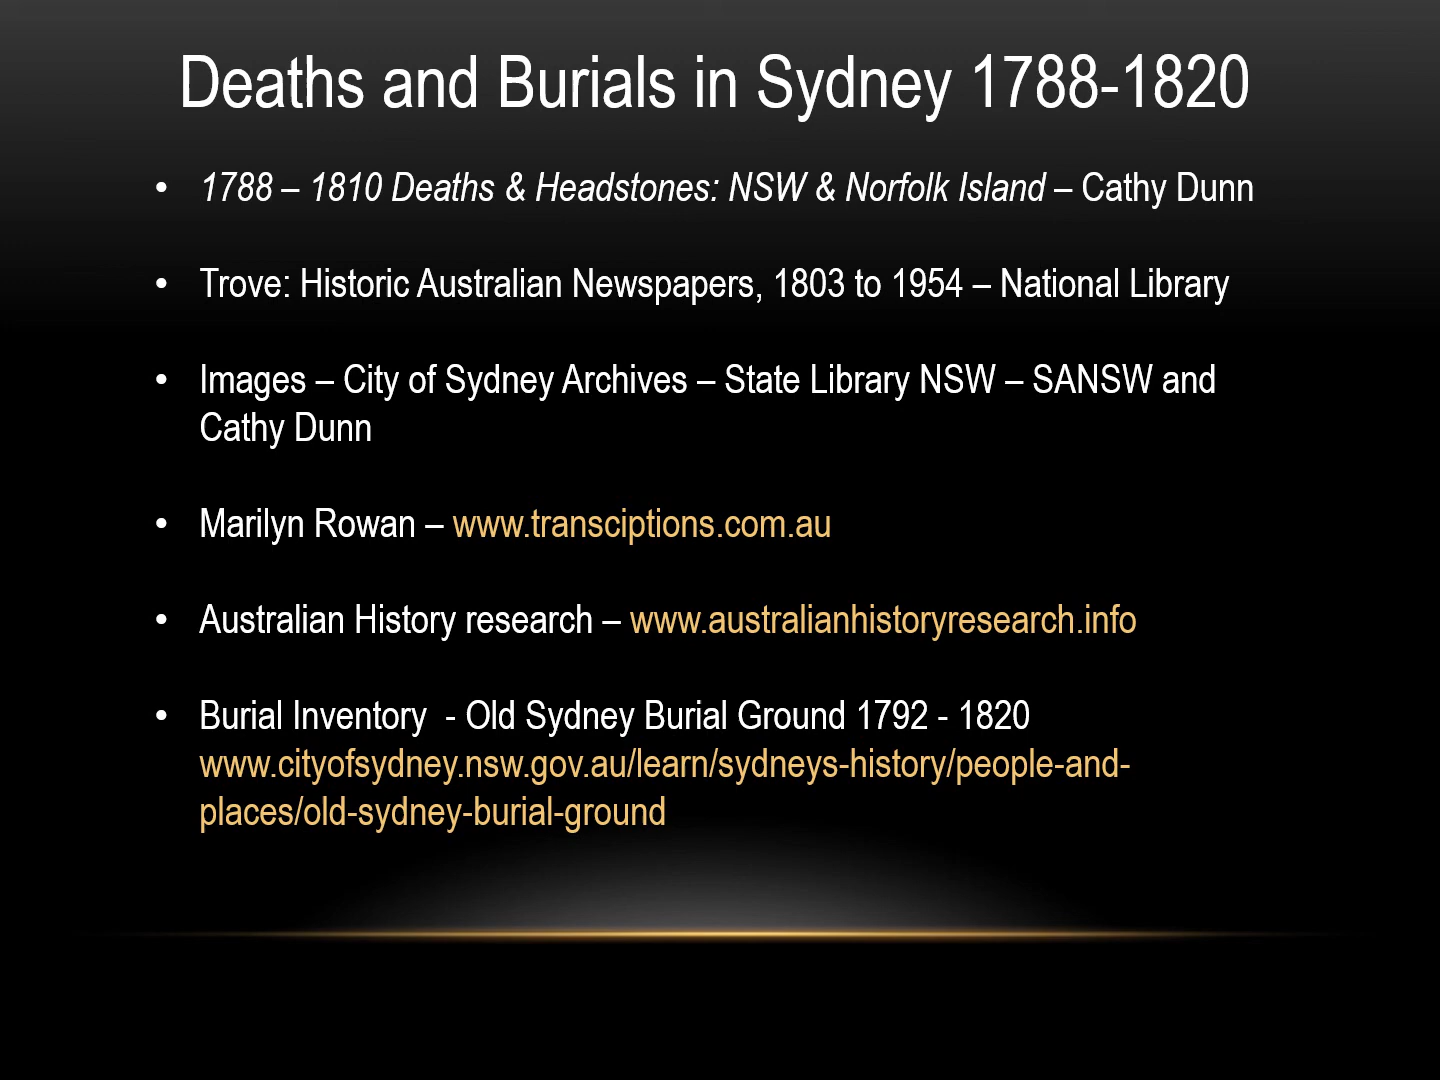 Deaths and Burials in Sydney 1788-1820
• 1788 – 1810 Deaths & Headstones: NSW & Norfolk Island – Cathy Dunn
• Trove: Historic Australian Newspapers, 1803 to 1954 – National Library
• Images – City of Sydney Archives – State Library NSW – SANSW and
Cathy Dunn
• Marilyn Rowan – www.transciptions.com.au
• Australian History research – www.australianhistoryresearch.info
• Burial Inventory  - Old Sydney Burial Ground 1792 - 1820
www.cityofsydney.nsw.gov.au/learn/sydneys-history/people-and-
places/old-sydney-burial-ground